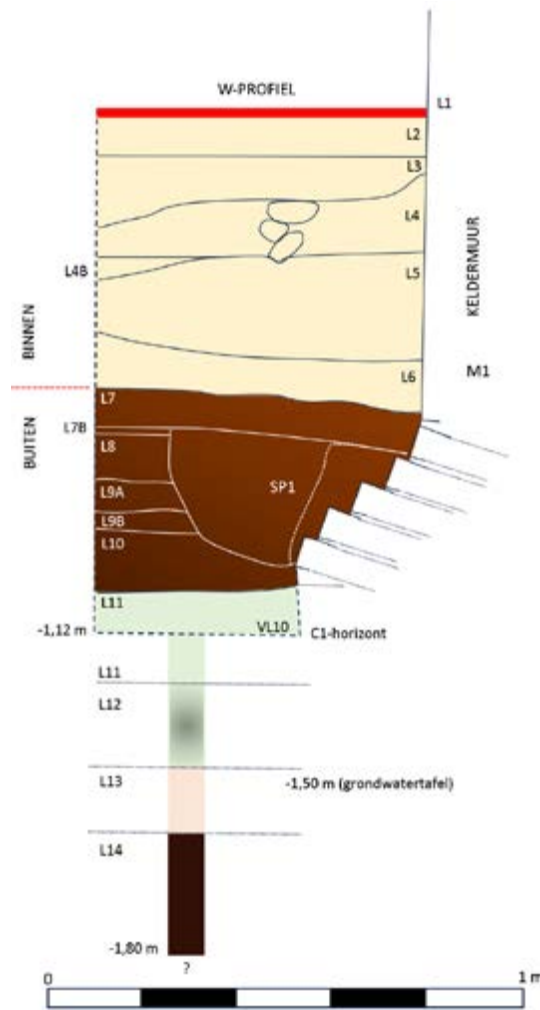 W-PROFIEL
L1
L2
L3
L4
L4B
L5
KELDERMUUR
BINNEN
L6
M1
L7
L7B
BUITEN
L8
SP1
L9A
L9B
L10
L11
VL10
-1,12 m
C1-horizont
L11
L12
L13
-1,50 m (grondwatertafel)
L14
-1,80 m
?
0
1 m